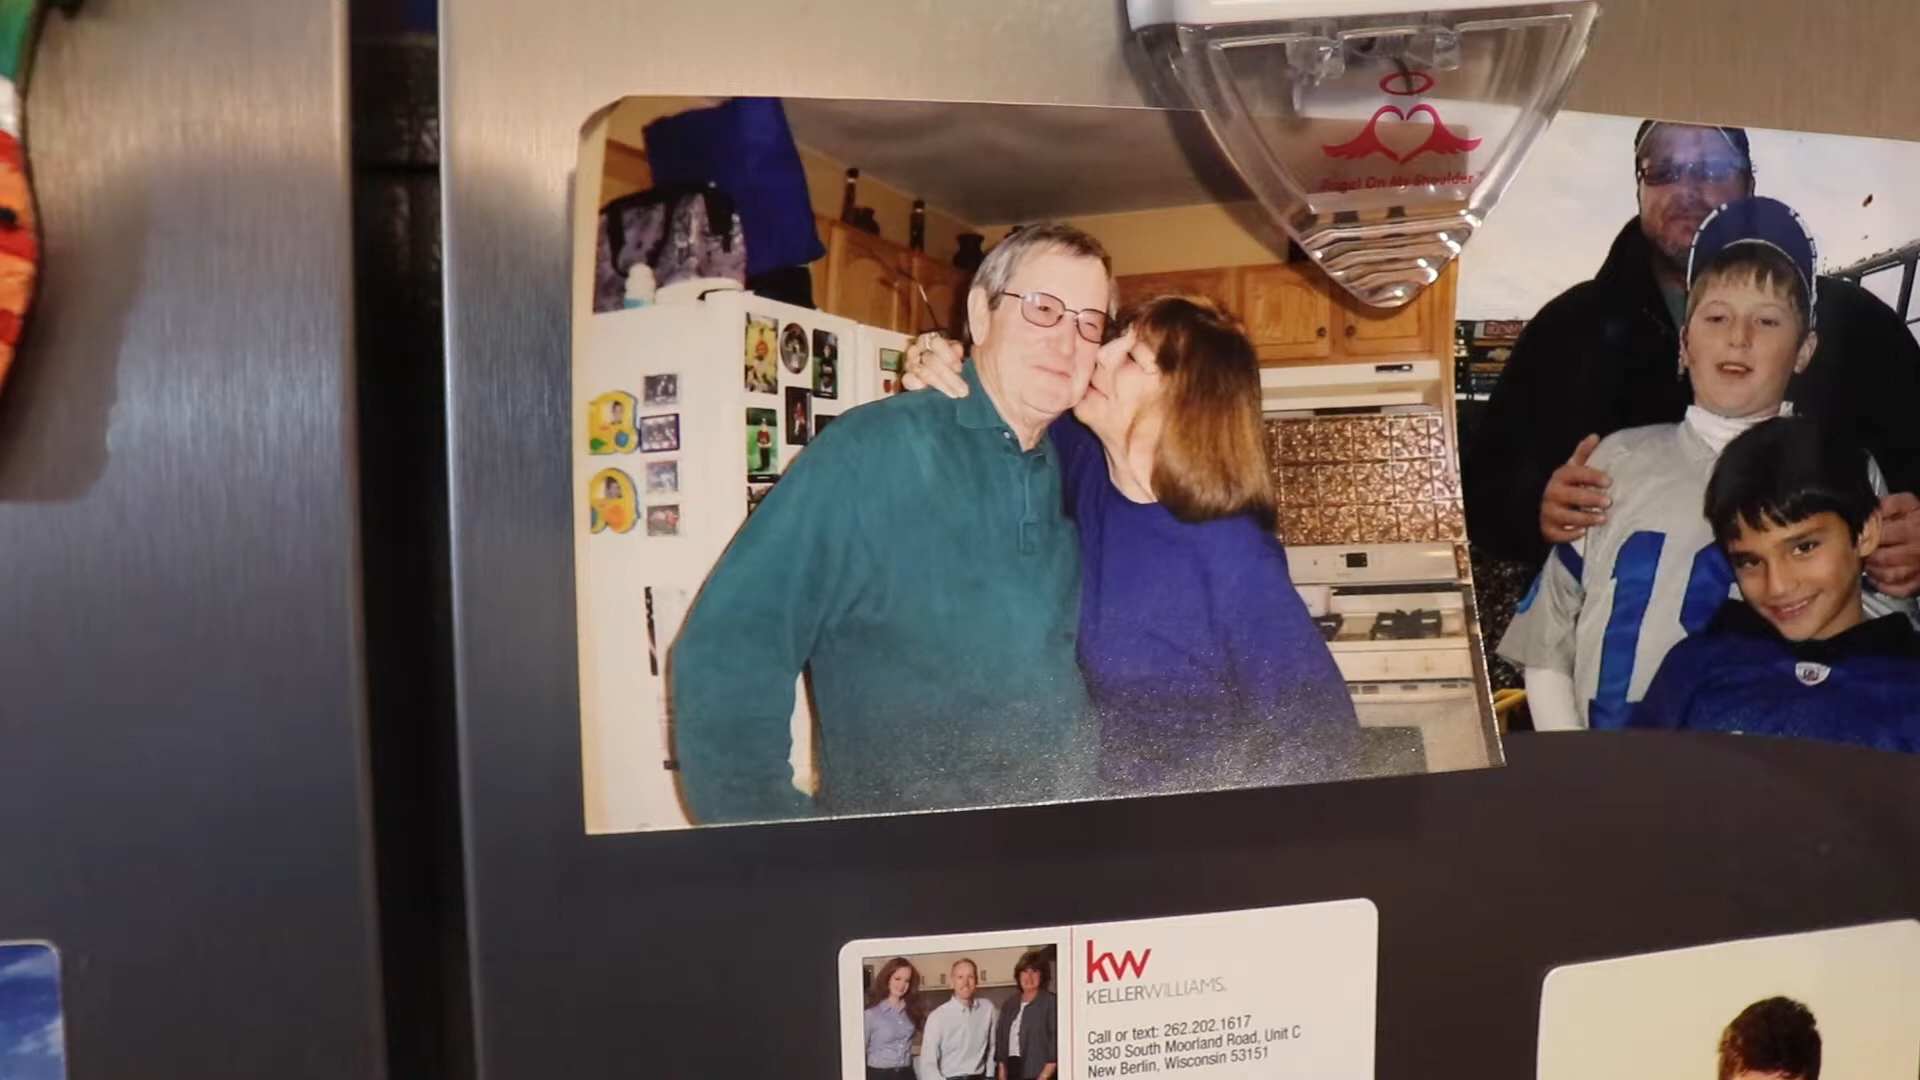 Angel On My Shoulder
kw
KELLERWILLIAMS.
Call or text: 262.202.1617
3830 South Moorland Road, Unit C
New Berlin, Wisconsin 53151